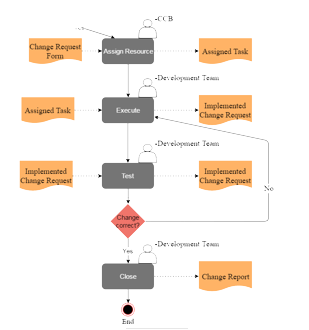 -CCB
Change Request
Form
Assign Resource
Assigned Task
-Development Team
Assigned Task
Execute
Implemented
Change Request
-Development Team
Implemented
Change Request
Test
Implemented
Change Request
Change
correct?
No
Yes
-Development Team
Close
Change Report
End